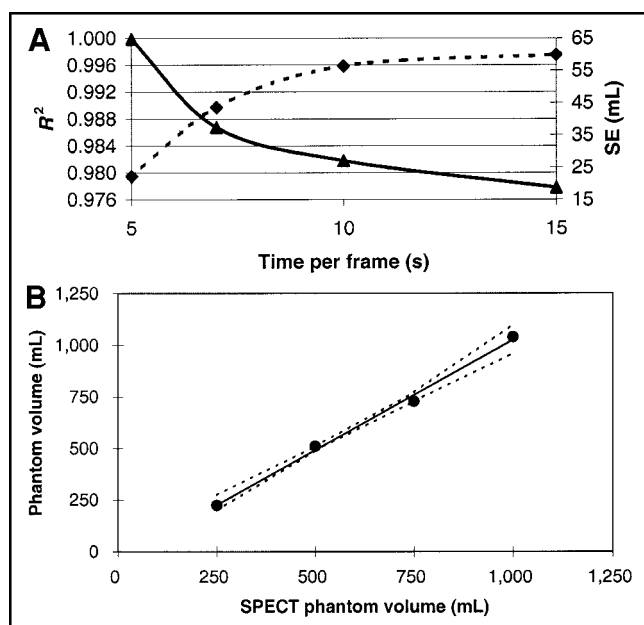 A
1.000
0.996
0.992
0.988
0.984
0.980
0.976
R²
65
55
45
35
25
15
SE (mL)
5 7 10 15
Time per frame (s)
B
1,250
1,000
750
500
250
0
Phantom volume (mL)
0 250 500 750 1,000 1,250
SPECT phantom volume (mL)